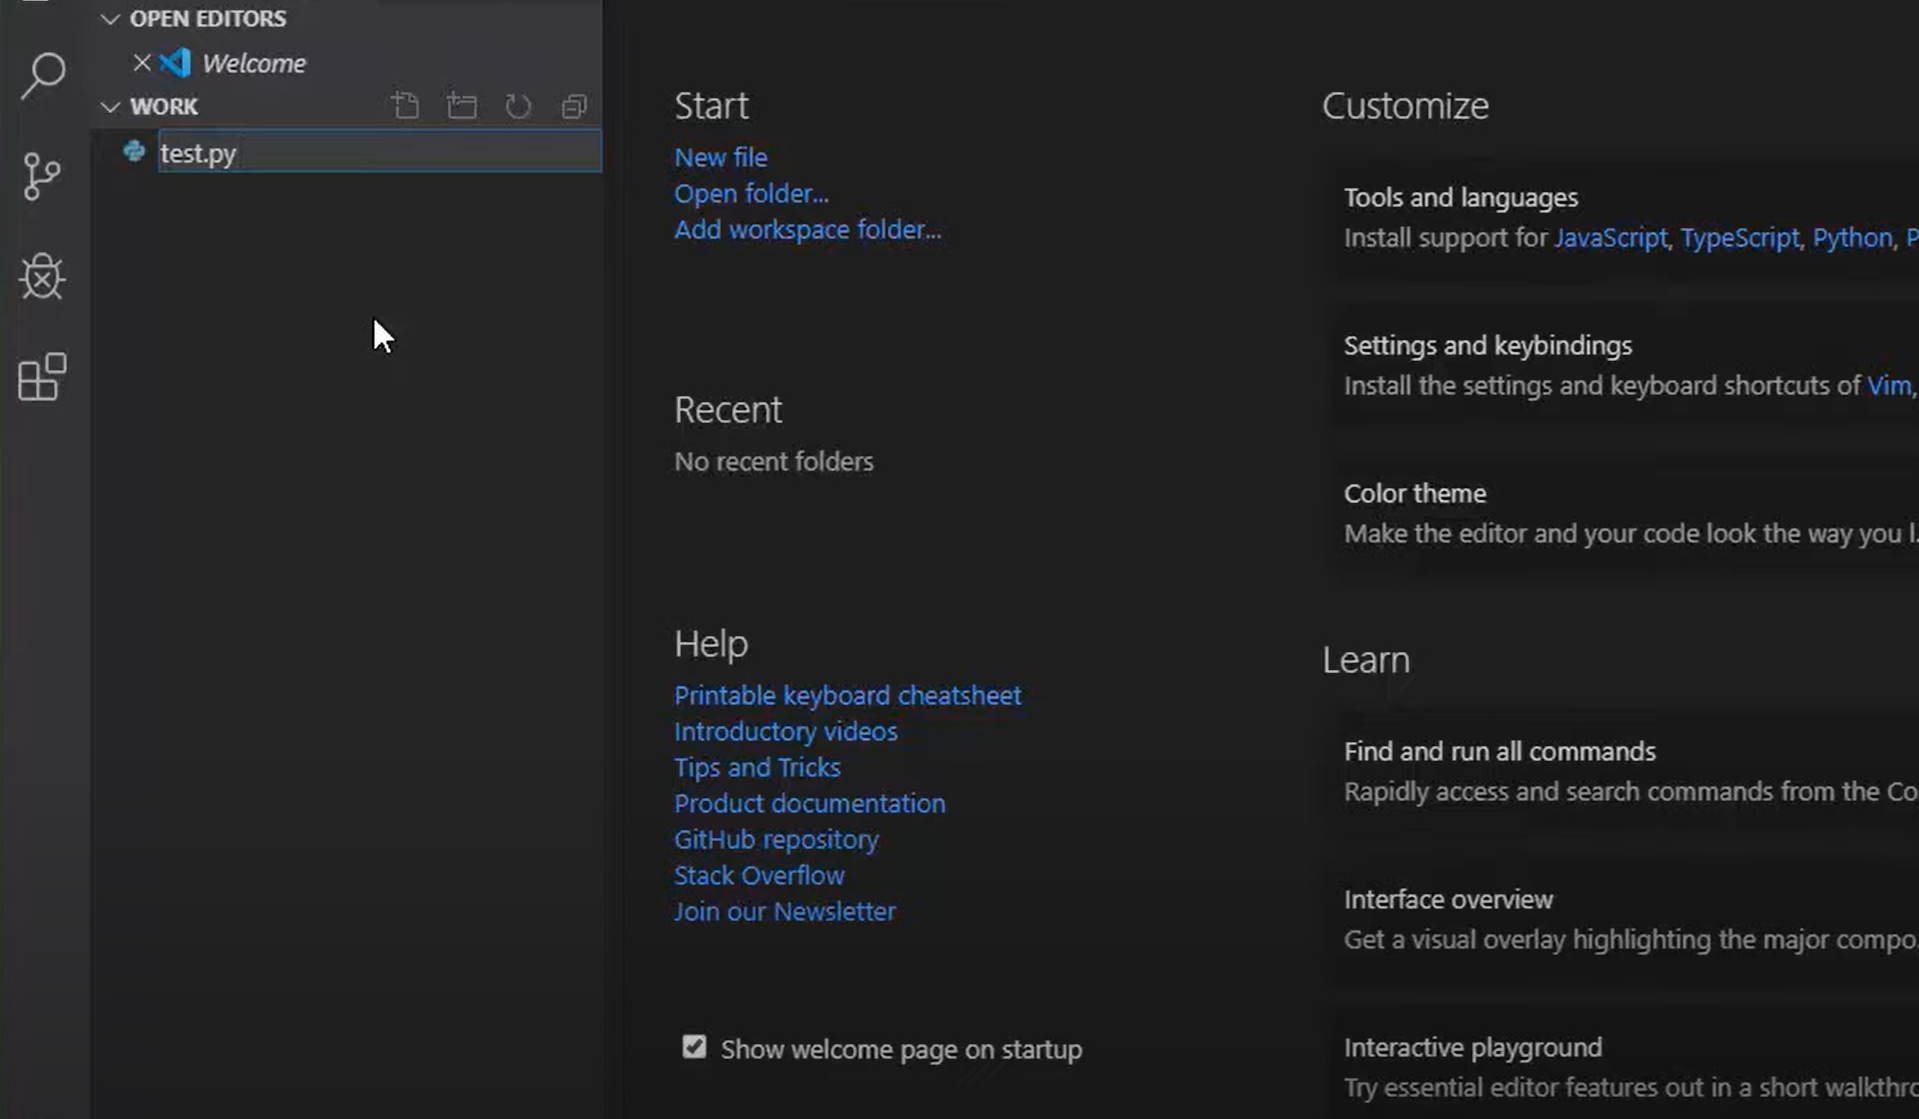 OPEN EDITORS
Welcome
WORK
test.py
Start
New file
Open folder...
Add workspace folder...
Recent
No recent folders
Help
Printable keyboard cheatsheet
Introductory videos
Tips and Tricks
Product documentation
GitHub repository
Stack Overflow
Join our Newsletter
Show welcome page on startup
Customize
Tools and languages
Install support for JavaScript, TypeScript, Python, P
Settings and keybindings
Install the settings and keyboard shortcuts of Vim,
Color theme
Make the editor and your code look the way you l...
Learn
Find and run all commands
Rapidly access and search commands from the Co
Interface overview
Get a visual overlay highlighting the major compo...
Interactive playground
Try essential editor features out in a short walkthro